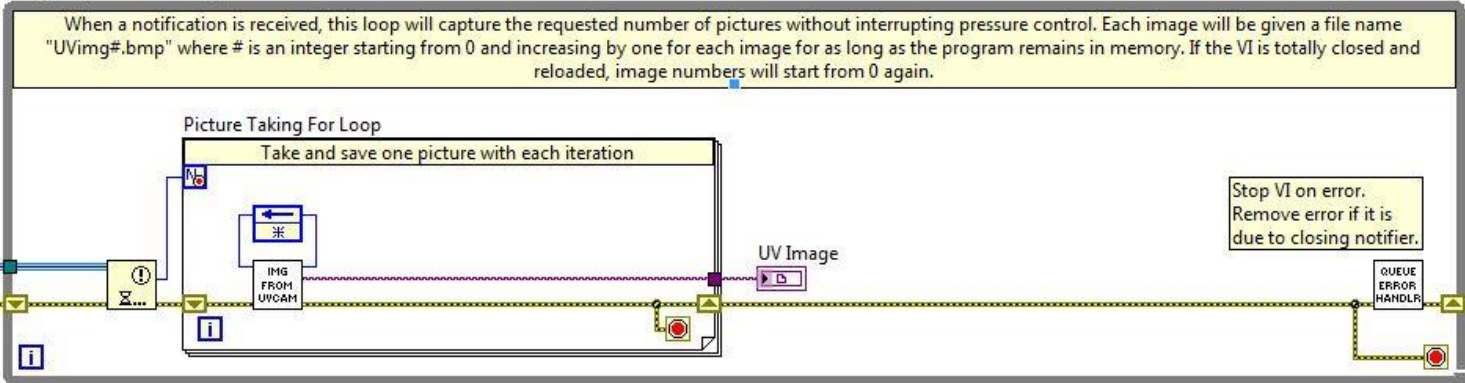 When a notification is received, this loop will capture the requested number of pictures without interrupting pressure control. Each image will be given a file name
"UVimg#.bmp" where # is an integer starting from 0 and increasing by one for each image for as long as the program remains in memory. If the VI is totally closed and
reloaded, image numbers will start from 0 again.
Picture Taking For Loop
Take and save one picture with each iteration
N
Stop VI on error.
Remove error if it is
due to closing notifier.
UV Image
IMG
FROM
UVCAM
QUEUE
ERROR
HANDLR
i
i